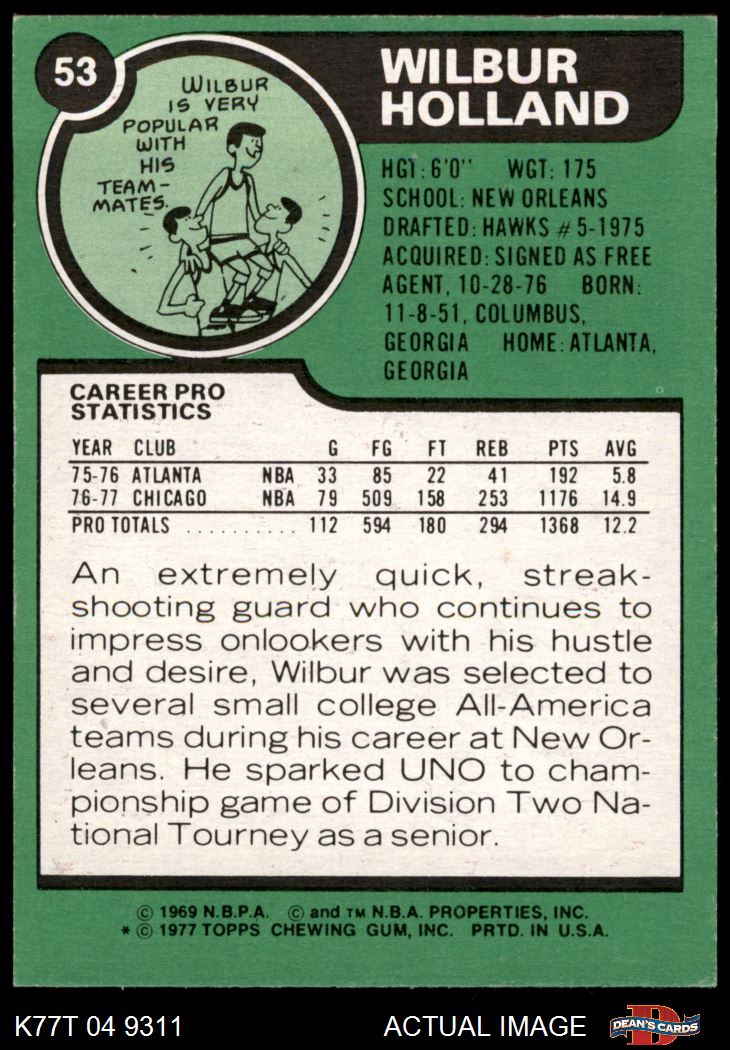 53
WILBUR
IS VERY
POPULAR
WITH
HIS
TEAM-
MATES.
WILBUR
HOLLAND
HGT: 6'0" WGT: 175
SCHOOL: NEW ORLEANS
DRAFTED: HAWKS #5-1975
ACQUIRED: SIGNED AS FREE
AGENT, 10-28-76 BORN:
11-8-51, COLUMBUS,
GEORGIA HOME: ATLANTA,
GEORGIA
CAREER PRO
STATISTICS
YEAR CLUB G FG FT REB PTS AVG
75-76 ATLANTA NBA 33 85 22 41 192 5.8
76-77 CHICAGO NBA 79 509 158 253 1176 14.9
PRO TOTALS .......... 112 594 180 294 1368 12.2
An extremely quick, streak-
shooting guard who continues to
impress onlookers with his hustle
and desire, Wilbur was selected to
several small college All-America
teams during his career at New Or-
leans. He sparked UNO to cham-
pionship game of Division Two Na-
tional Tourney as a senior.
© 1969 N.B.P.A. © and TM N.B.A. PROPERTIES, INC.
* © 1977 TOPPS CHEWING GUM, INC. PRTD. IN U.S.A.
K77T 04 9311 ACTUAL IMAGE D DEAN'S CARDS